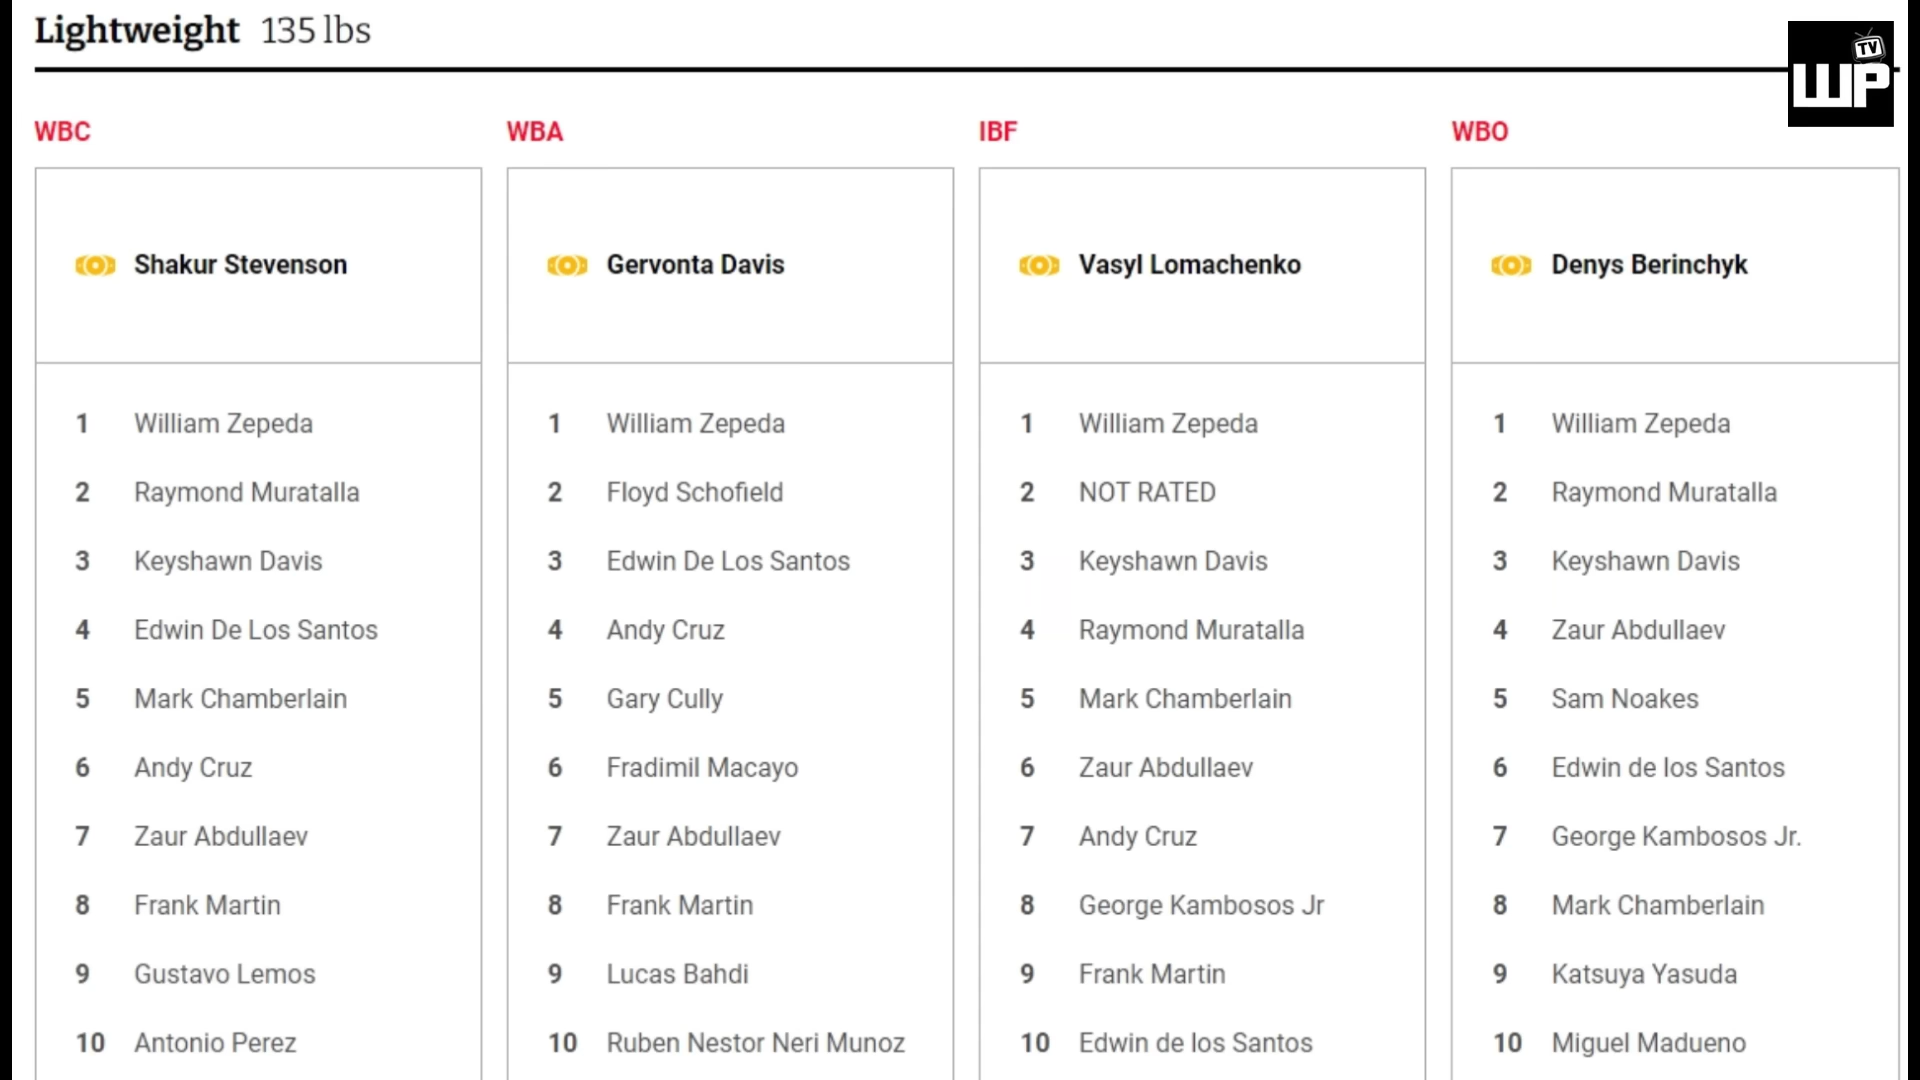 Lightweight 135 lbs
TV
WP
WBC
Shakur Stevenson
1 William Zepeda
2 Raymond Muratalla
3 Keyshawn Davis
4 Edwin De Los Santos
5 Mark Chamberlain
6 Andy Cruz
7 Zaur Abdullaev
8 Frank Martin
9 Gustavo Lemos
10 Antonio Perez
WBA
Gervonta Davis
1 William Zepeda
2 Floyd Schofield
3 Edwin De Los Santos
4 Andy Cruz
5 Gary Cully
6 Fradimil Macayo
7 Zaur Abdullaev
8 Frank Martin
9 Lucas Bahdi
10 Ruben Nestor Neri Munoz
IBF
Vasyl Lomachenko
1 William Zepeda
2 NOT RATED
3 Keyshawn Davis
4 Raymond Muratalla
5 Mark Chamberlain
6 Zaur Abdullaev
7 Andy Cruz
8 George Kambosos Jr
9 Frank Martin
10 Edwin de los Santos
WBO
Denys Berinchyk
1 William Zepeda
2 Raymond Muratalla
3 Keyshawn Davis
4 Zaur Abdullaev
5 Sam Noakes
6 Edwin de los Santos
7 George Kambosos Jr.
8 Mark Chamberlain
9 Katsuya Yasuda
10 Miguel Madueno